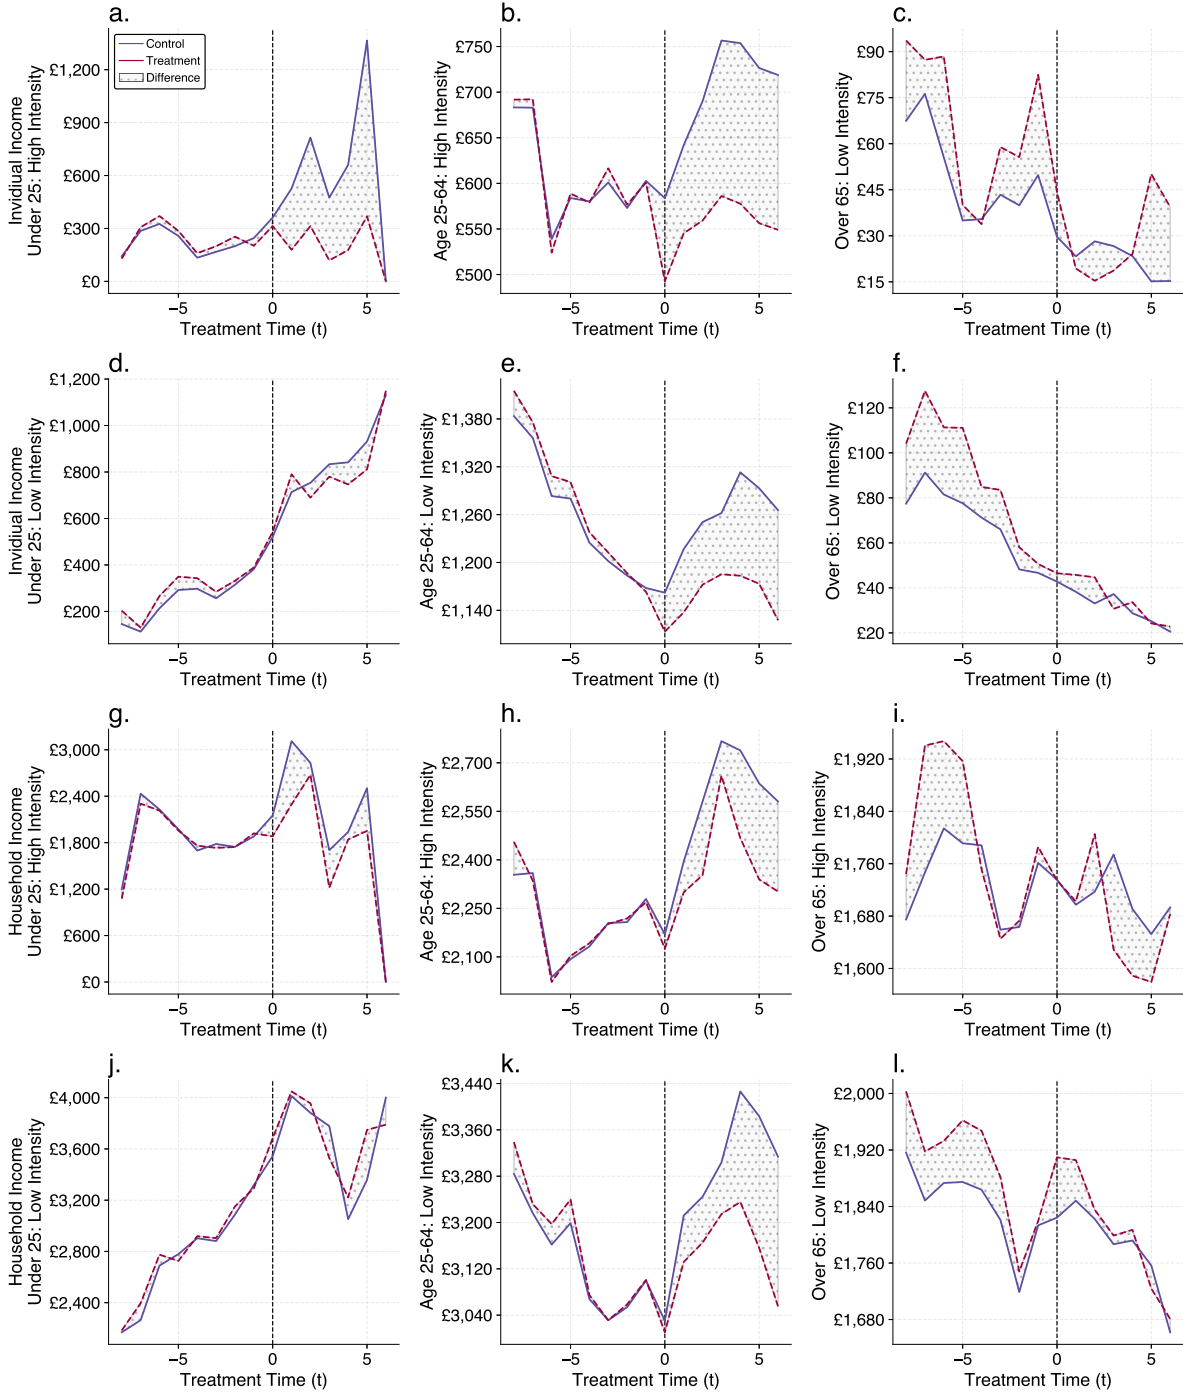 a.
Control
Treatment
Difference
£1,200
£900
£600
£300
£0
Invidiual Income
Under 25: High Intensity
−5
0
5
Treatment Time (t)
b.
£750
£700
£650
£600
£550
£500
Age 25-64: High Intensity
−5
0
5
Treatment Time (t)
c.
£90
£75
£60
£45
£30
£15
Over 65: Low Intensity
−5
0
5
Treatment Time (t)
d.
£1,200
£1,000
£800
£600
£400
£200
Invidiual Income
Under 25: Low Intensity
−5
0
5
Treatment Time (t)
e.
£1,380
£1,320
£1,260
£1,200
£1,140
Age 25-64: Low Intensity
−5
0
5
Treatment Time (t)
f.
£120
£100
£80
£60
£40
£20
Over 65: Low Intensity
−5
0
5
Treatment Time (t)
g.
£3,000
£2,400
£1,800
£1,200
£600
£0
Household Income
Under 25: High Intensity
−5
0
5
Treatment Time (t)
h.
£2,700
£2,550
£2,400
£2,250
£2,100
Age 25-64: High Intensity
−5
0
5
Treatment Time (t)
i.
£1,920
£1,840
£1,760
£1,680
£1,600
Over 65: High Intensity
−5
0
5
Treatment Time (t)
j.
£4,000
£3,600
£3,200
£2,800
£2,400
Household Income
Under 25: Low Intensity
−5
0
5
Treatment Time (t)
k.
£3,440
£3,360
£3,280
£3,200
£3,120
£3,040
Age 25-64: Low Intensity
−5
0
5
Treatment Time (t)
l.
£2,000
£1,920
£1,840
£1,760
£1,680
Over 65: Low Intensity
−5
0
5
Treatment Time (t)